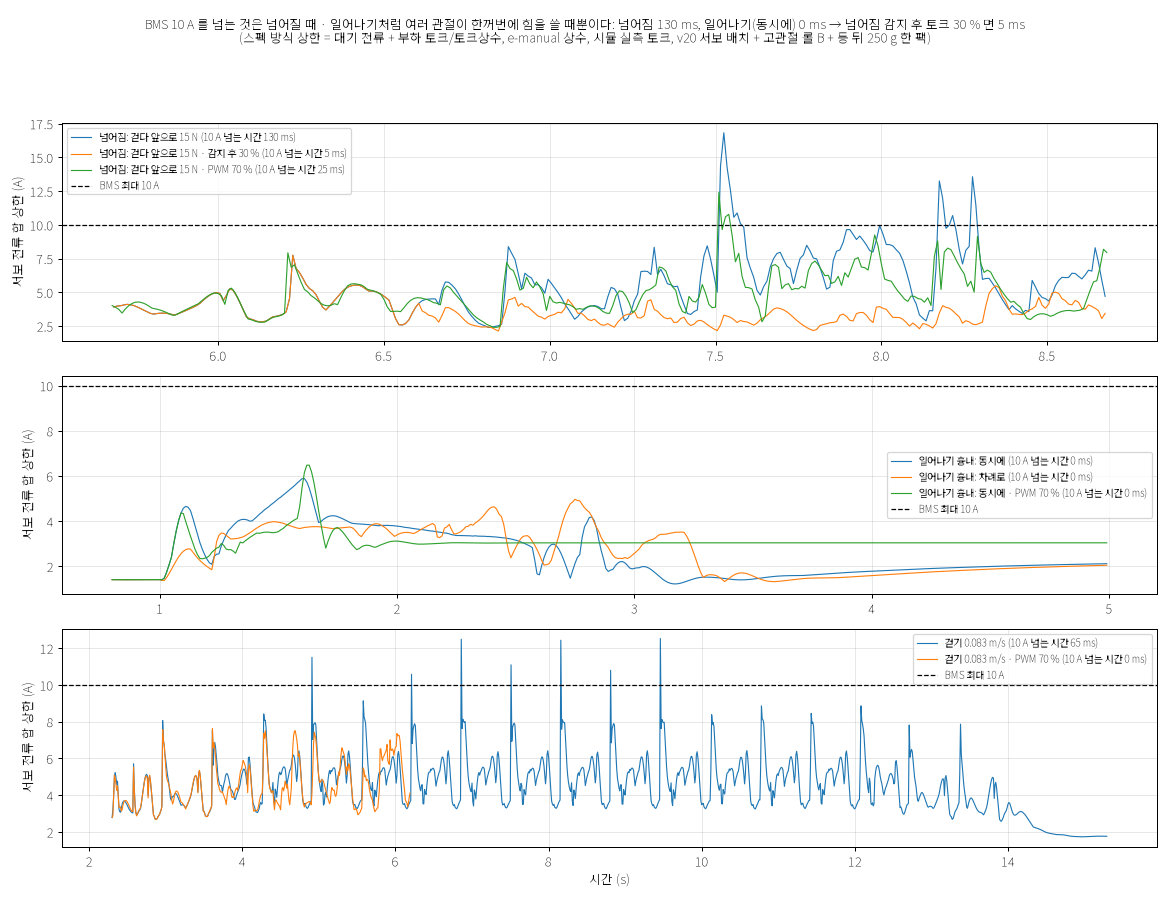 BMS 10 A 를 넘는 것은 넘어질 때 · 일어나기처럼 여러 관절이 한꺼번에 힘을 쓸 때뿐이다: 넘어짐 130 ms, 일어나기(동시에) 0 ms → 넘어짐 감지 후 토크 30 % 면 5 ms
(스펙 방식 상한 = 대기 전류 + 부하 토크/토크상수, e-manual 상수, 시뮬 실측 토크, v20 서보 배치 + 고관절 롤 B + 등 뒤 250 g 한 팩)
17.5
15.0
12.5
10.0
7.5
5.0
2.5
서보 전류 합 상한 (A)
넘어짐: 걷다 앞으로 15 N (10 A 넘는 시간 130 ms)
넘어짐: 걷다 앞으로 15 N · 감지 후 30 % (10 A 넘는 시간 5 ms)
넘어짐: 걷다 앞으로 15 N · PWM 70 % (10 A 넘는 시간 25 ms)
BMS 최대 10 A
6.0 6.5 7.0 7.5 8.0 8.5
10
8
6
4
2
서보 전류 합 상한 (A)
일어나기 흉내: 동시에 (10 A 넘는 시간 0 ms)
일어나기 흉내: 차례로 (10 A 넘는 시간 0 ms)
일어나기 흉내: 동시에 · PWM 70 % (10 A 넘는 시간 0 ms)
BMS 최대 10 A
1 2 3 4 5
12
10
8
6
4
2
서보 전류 합 상한 (A)
걷기 0.083 m/s (10 A 넘는 시간 65 ms)
걷기 0.083 m/s · PWM 70 % (10 A 넘는 시간 0 ms)
BMS 최대 10 A
2 4 6 8 10 12 14
시간 (s)